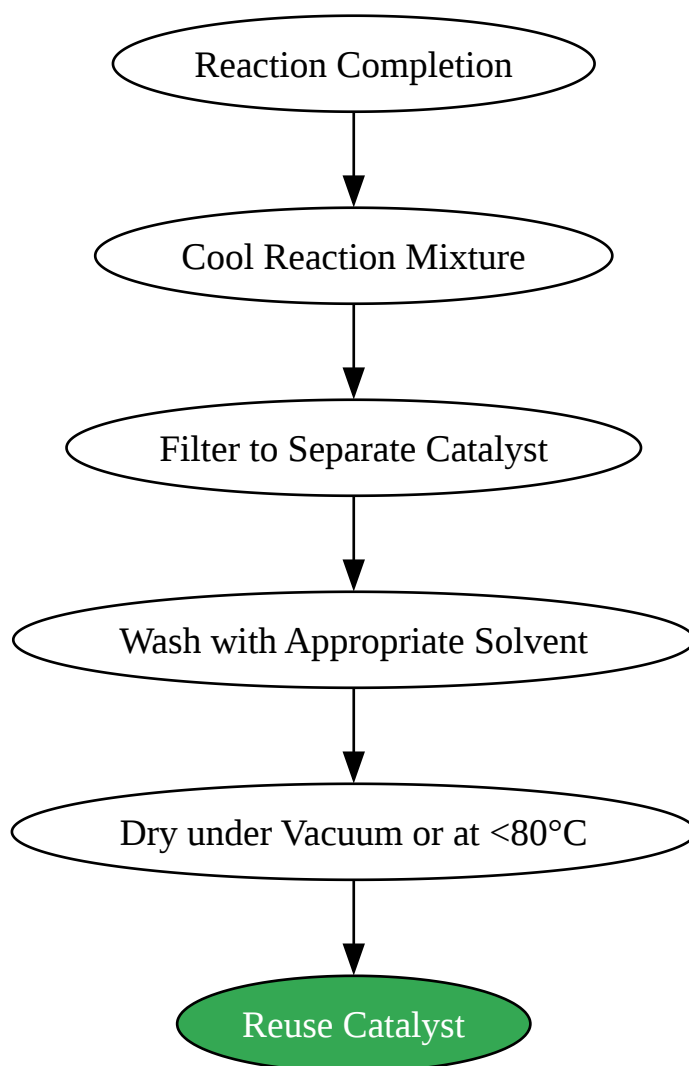 Reaction Completion
Cool Reaction Mixture
Filter to Separate Catalyst
Wash with Appropriate Solvent
Dry under Vacuum or at <80°C
Reuse Catalyst